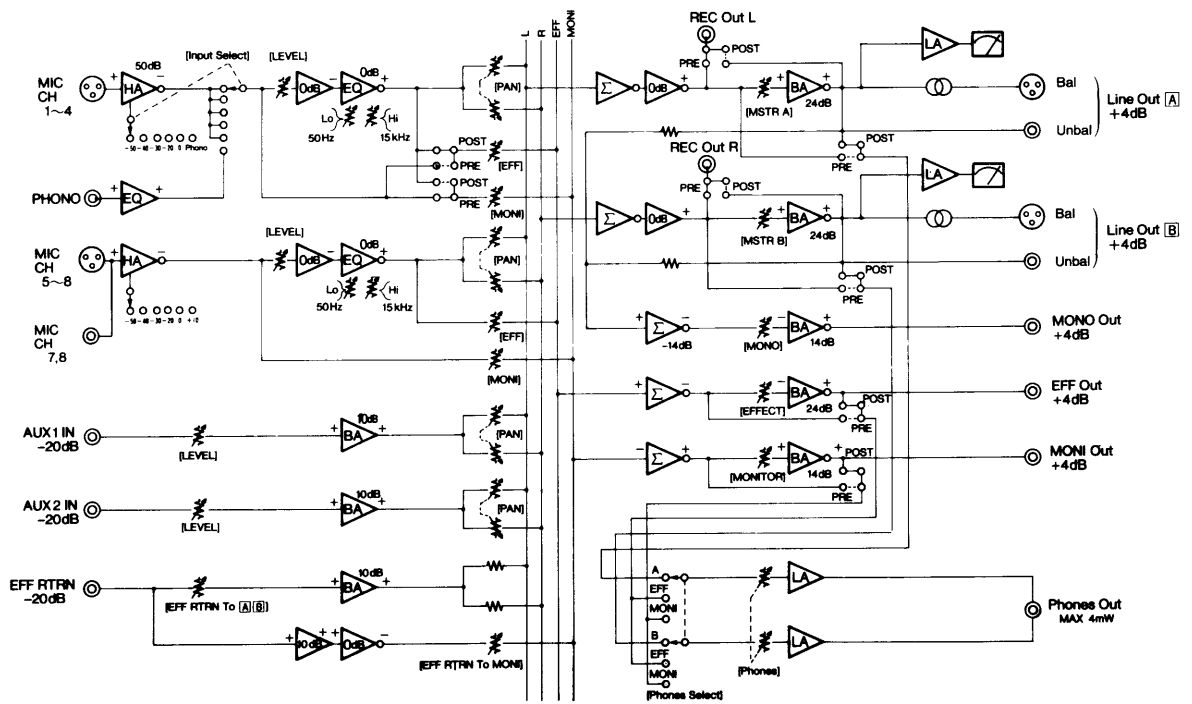 REC Out L
L
R
EFF
MONI
[Input Select]
50dB
[LEVEL]
0dB
POST
PRE
LA
MIC
CH
1~4
HA
0dB
EQ
[PAN]
Σ
0dB
[MSTR A]
BA
24dB
Bal
Line Out A
+4dB
Unbal
Lo
50Hz
Hi
15kHz
-50 -40 -30 -20 0 Phono
POST
PRE
[EFF]
POST
PRE
[MONI]
REC Out R
POST
PRE
PRE
POST
LA
PHONO
EQ
Σ
0dB
[MSTR B]
BA
24dB
Bal
Line Out B
+4dB
Unbal
MIC
CH
5~8
HA
[LEVEL]
0dB
0dB
EQ
[PAN]
Lo
50Hz
Hi
15kHz
POST
PRE
-50 -40 -30 -20 0 +10
MIC
CH
7,8
[EFF]
[MONI]
Σ
-14dB
[MONO]
BA
14dB
MONO Out
+4dB
Σ
[EFFECT]
BA
24dB
POST
PRE
EFF Out
+4dB
AUX 1 IN
-20dB
[LEVEL]
10dB
BA
[PAN]
Σ
[MONITOR]
BA
14dB
POST
PRE
MONI Out
+4dB
AUX 2 IN
-20dB
[LEVEL]
10dB
BA
[PAN]
EFF RTRN
-20dB
[EFF RTRN To A B]
10dB
BA
10dB
0dB
[EFF RTRN To MONI]
A
EFF
MONI
B
EFF
MONI
[Phones Select]
[Phones]
LA
LA
Phones Out
MAX 4mW